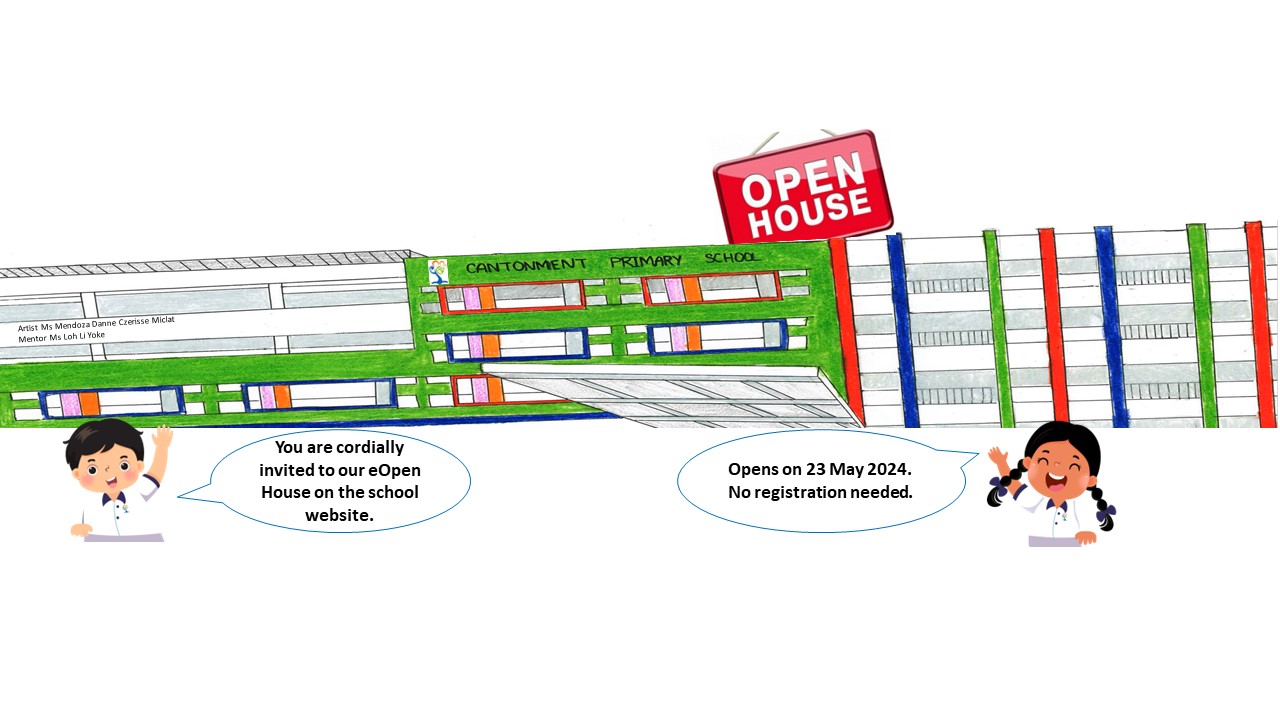 OPEN
HOUSE
CANTONMENT PRIMARY SCHOOL
Artist Ms Mendoza Danne Czerisse Miclat
Mentor Ms Loh Li Yoke
You are cordially
invited to our eOpen
House on the school
website.
Opens on 23 May 2024.
No registration needed.